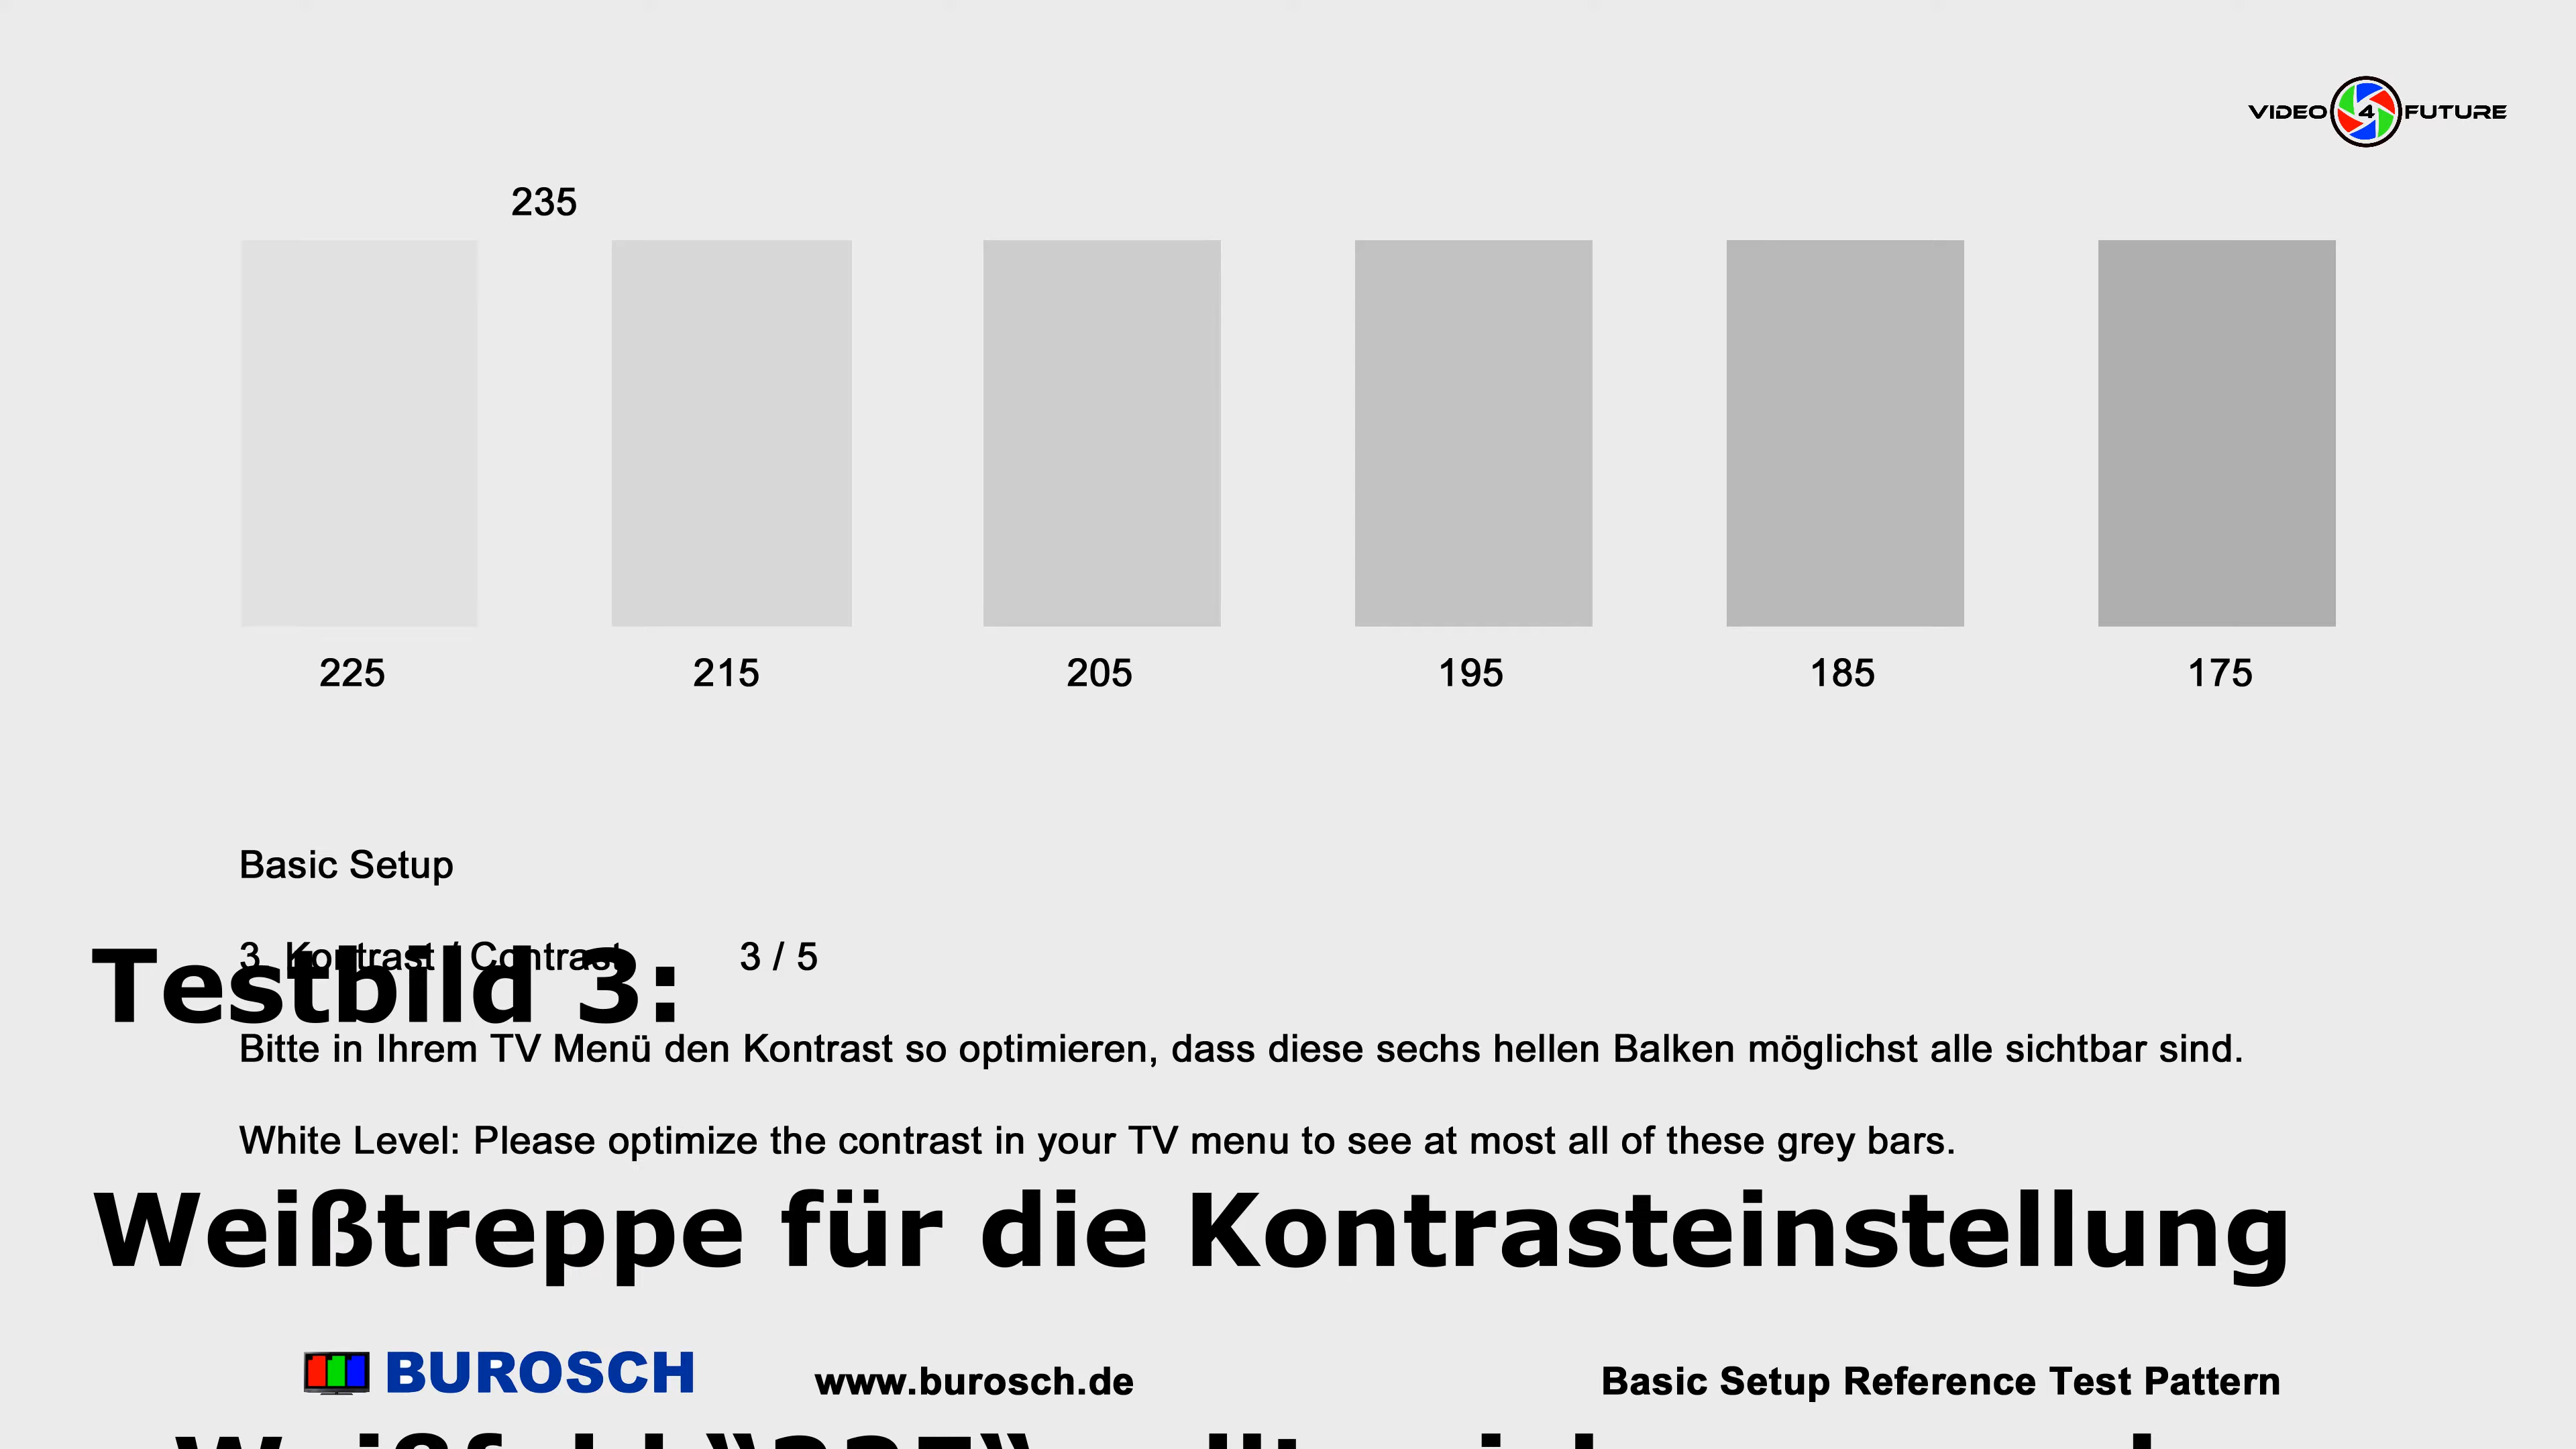 VIDEO 4 FUTURE
235
225 215 205 195 185 175
Basic Setup
3. Kontrast / Contrast 3 / 5
Testbild 3:
Bitte in Ihrem TV Menü den Kontrast so optimieren, dass diese sechs hellen Balken möglichst alle sichtbar sind.
White Level: Please optimize the contrast in your TV menu to see at most all of these grey bars.
Weißtreppe für die Kontrasteinstellung
BUROSCH www.burosch.de Basic Setup Reference Test Pattern